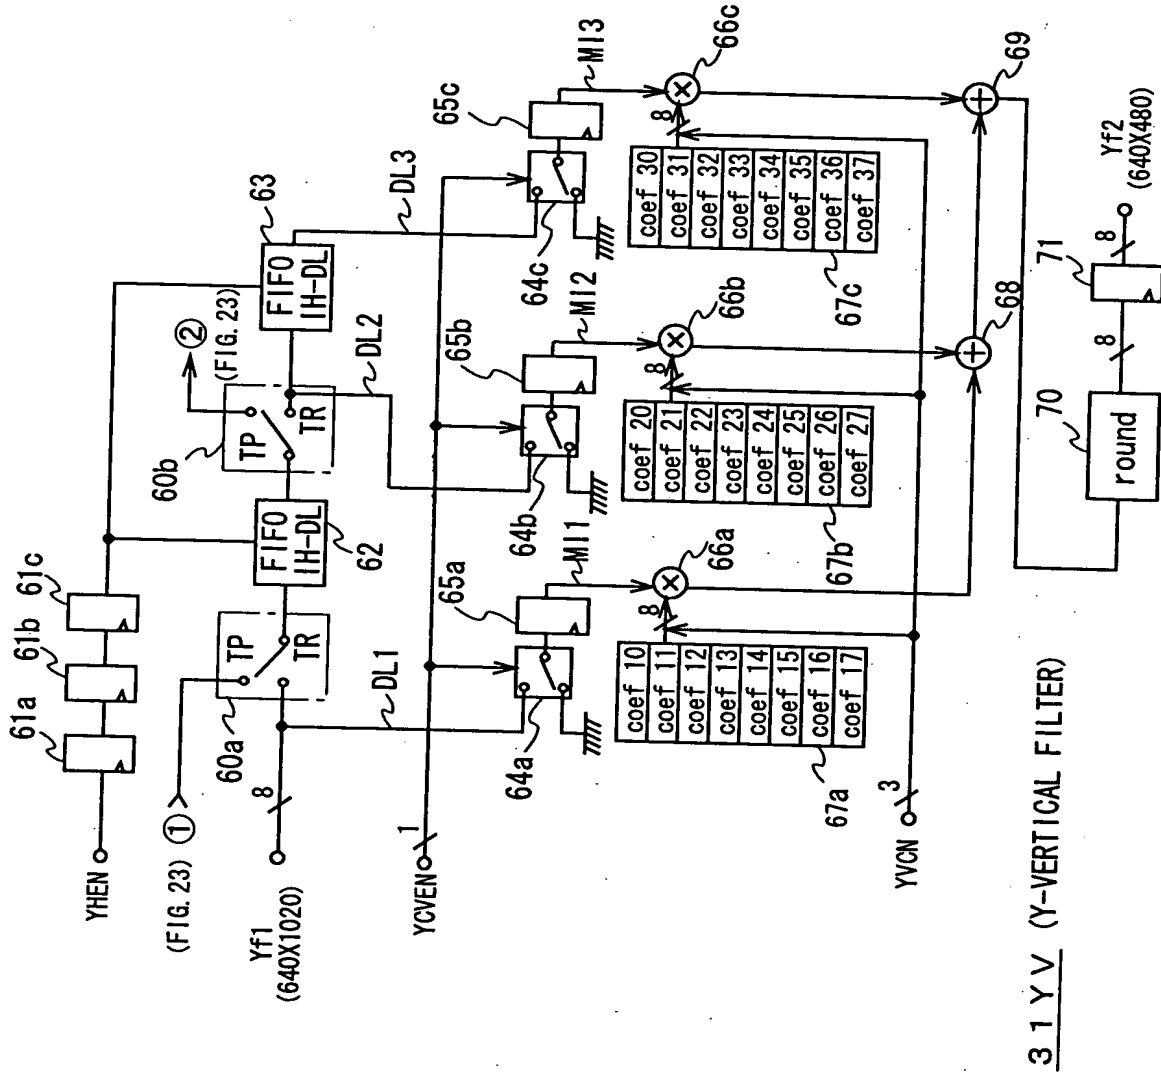 61a
61b
61c
YHEN
(FIG. 23) ①
60a
TP
TR
FIFO
1H-DL
62
60b
TP
TR
② (FIG. 23)
FIFO
1H-DL
63
Yf1
(640X1020)
8
DL1
DL2
DL3
YCVEN
1
64a
65a
MI1
64b
65b
MI2
64c
65c
MI3
66a
8
66b
8
66c
8
coef 10
coef 11
coef 12
coef 13
coef 14
coef 15
coef 16
coef 17
67a
coef 20
coef 21
coef 22
coef 23
coef 24
coef 25
coef 26
coef 27
67b
coef 30
coef 31
coef 32
coef 33
coef 34
coef 35
coef 36
coef 37
67c
YVCN
3
68
69
70
round
8
71
8
Yf2
(640X480)
31YV (Y-VERTICAL FILTER)